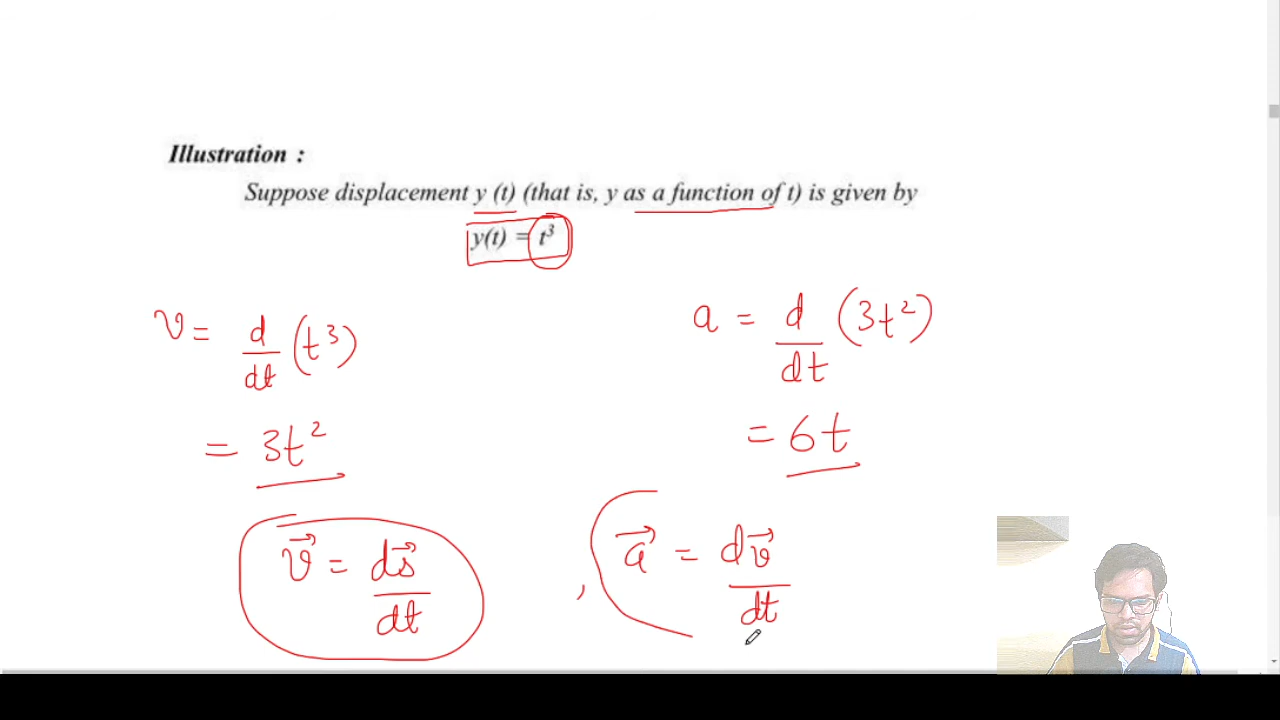 Illustration :
Suppose displacement y (t) (that is, y as a function of t) is given by
y(t) = t³
v = d/dt (t³)
= 3t²
a = d/dt (3t²)
= 6t
v⃗ = ds⃗/dt , a⃗ = dv⃗/dt